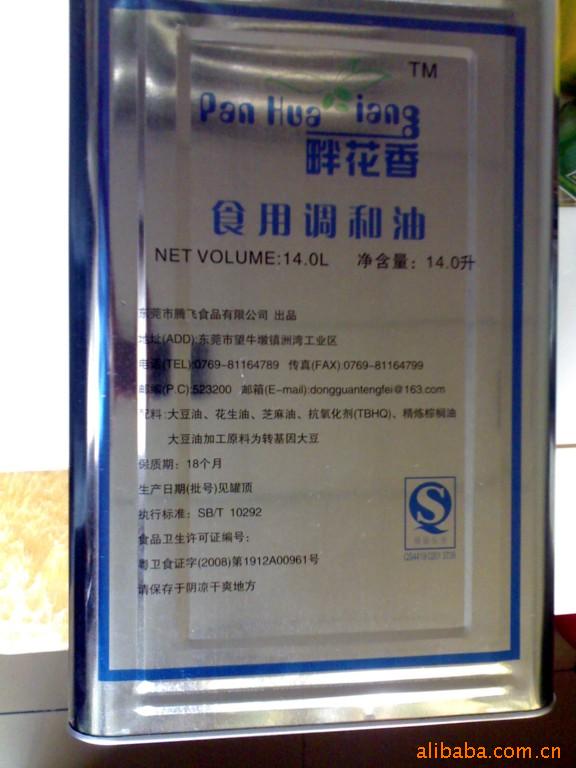 TM
Pan Hua Xiang
畔花香
食用调和油
NET VOLUME:14.0L 净含量：14.0升
东莞市腾飞食品有限公司 出品
地址(ADD):东莞市望牛墩镇洲湾工业区
电话(TEL):0769-81164789 传真(FAX):0769-81164799
邮编(P.C):523200 邮箱(E-mail):dongguantengfei@163.com
配料:大豆油、花生油、芝麻油、抗氧化剂(TBHQ)、精炼棕榈油
大豆油加工原料为转基因大豆
保质期：18个月
生产日期(批号)见罐顶
执行标准：SB/T 10292
食品卫生许可证编号：
粤卫食证字(2008)第1912A00961号
请保存于阴凉干爽地方
alibaba.com.cn